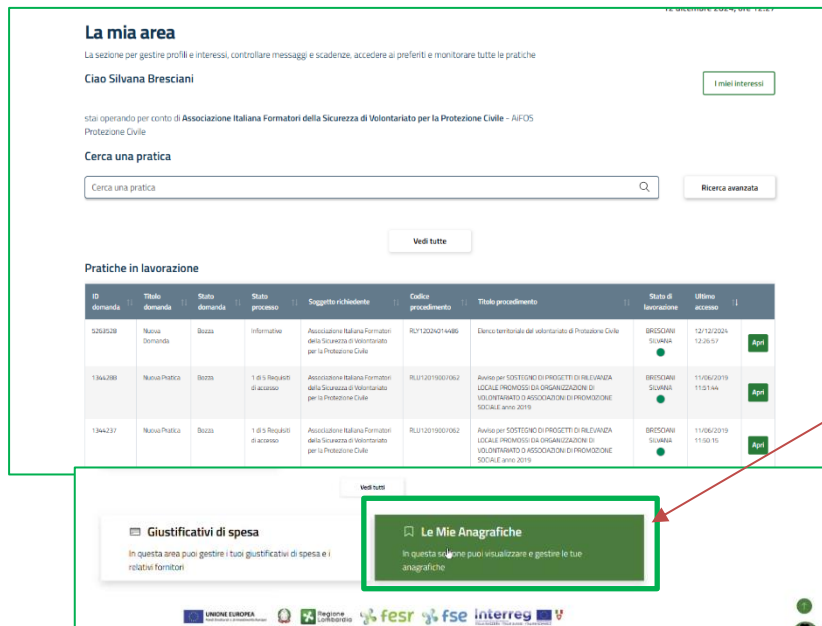 12 dicembre 2024, ore 12:27
La mia area
La sezione per gestire profili e interessi, controllare messaggi e scadenze, accedere ai preferiti e monitorare tutte le pratiche
Ciao Silvana Bresciani
I miei interessi
stai operando per conto di Associazione Italiana Formatori della Sicurezza di Volontariato per la Protezione Civile - AiFOS
Protezione Civile
Cerca una pratica
Cerca una pratica
Ricerca avanzata
Vedi tutte
Pratiche in lavorazione
ID domanda Titolo domanda Stato domanda Stato processo Soggetto richiedente Codice procedimento Titolo procedimento Stato di lavorazione Ultimo accesso
5263528 Nuova Domanda Bozza Informative Associazione Italiana Formatori della Sicurezza di Volontariato per la Protezione Civile RLY12024014486 Elenco territoriale del volontariato di Protezione Civile BRESCIANI SILVANA 12/12/2024 12:26:57 Apri
1344288 Nuova Pratica Bozza 1 di 5 Requisiti di accesso Associazione Italiana Formatori della Sicurezza di Volontariato per la Protezione Civile RLU12019007062 Avviso per SOSTEGNO DI PROGETTI DI RILEVANZA LOCALE PROMOSSI DA ORGANIZZAZIONI DI VOLONTARIATO O ASSOCIAZIONI DI PROMOZIONE SOCIALE anno 2019 BRESCIANI SILVANA 11/06/2019 11:51:44 Apri
1344237 Nuova Pratica Bozza 1 di 5 Requisiti di accesso Associazione Italiana Formatori della Sicurezza di Volontariato per la Protezione Civile RLU12019007062 Avviso per SOSTEGNO DI PROGETTI DI RILEVANZA LOCALE PROMOSSI DA ORGANIZZAZIONI DI VOLONTARIATO O ASSOCIAZIONI DI PROMOZIONE SOCIALE anno 2019 BRESCIANI SILVANA 11/06/2019 11:50:15 Apri
Vedi tutti
Giustificativi di spesa
In questa area puoi gestire i tuoi giustificativi di spesa e i
relativi fornitori
Le Mie Anagrafiche
In questa sezione puoi visualizzare e gestire le tue
anagrafiche
UNIONE EUROPEA
Regione Lombardia
fesr
fse
interreg